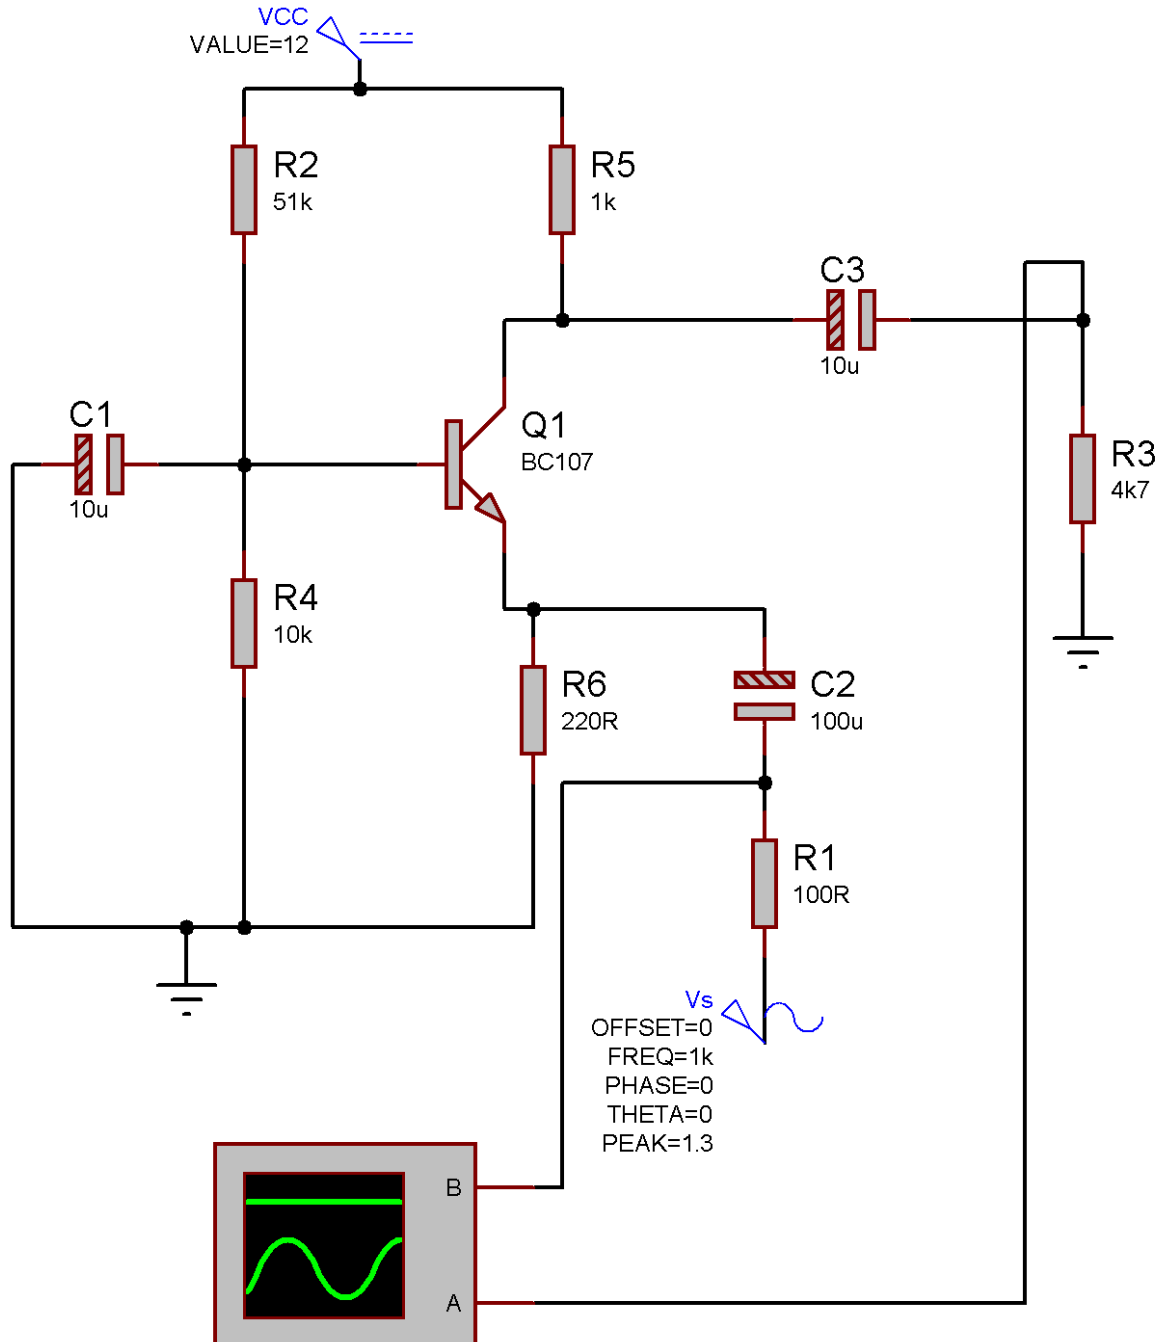 VCC
VALUE=12
R2
51k
R5
1k
C3
10u
C1
10u
Q1
BC107
R3
4k7
R4
10k
R6
220R
C2
100u
R1
100R
Vs
OFFSET=0
FREQ=1k
PHASE=0
THETA=0
PEAK=1.3
B
A